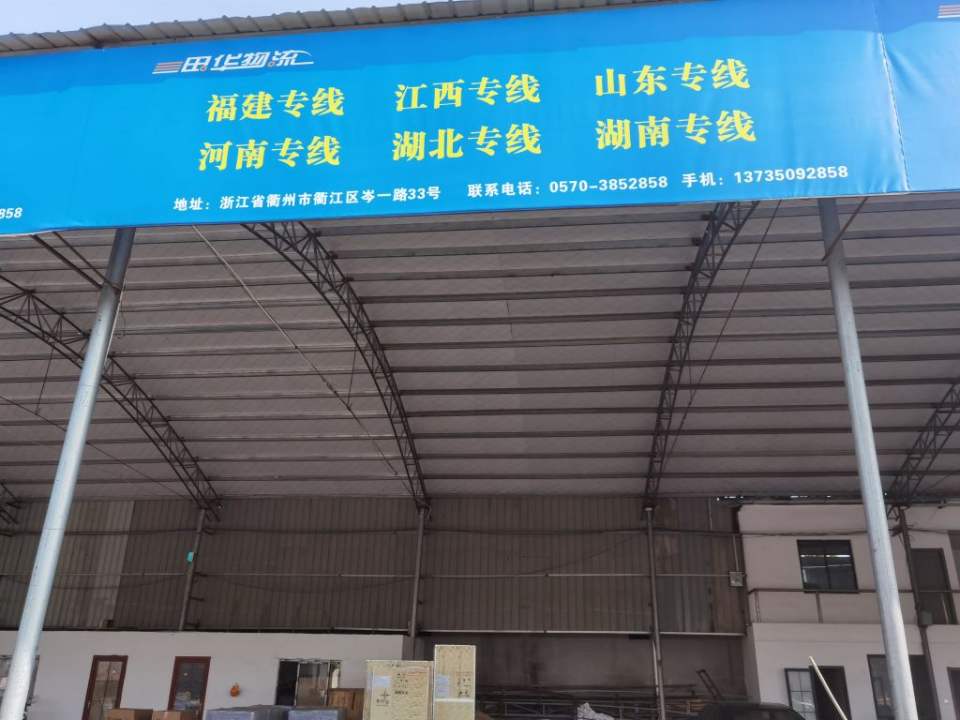 田华物流
福建专线 江西专线 山东专线
河南专线 湖北专线 湖南专线
地址：浙江省衢州市衢江区岑一路33号 联系电话：0570-3852858 手机：13735092858
858